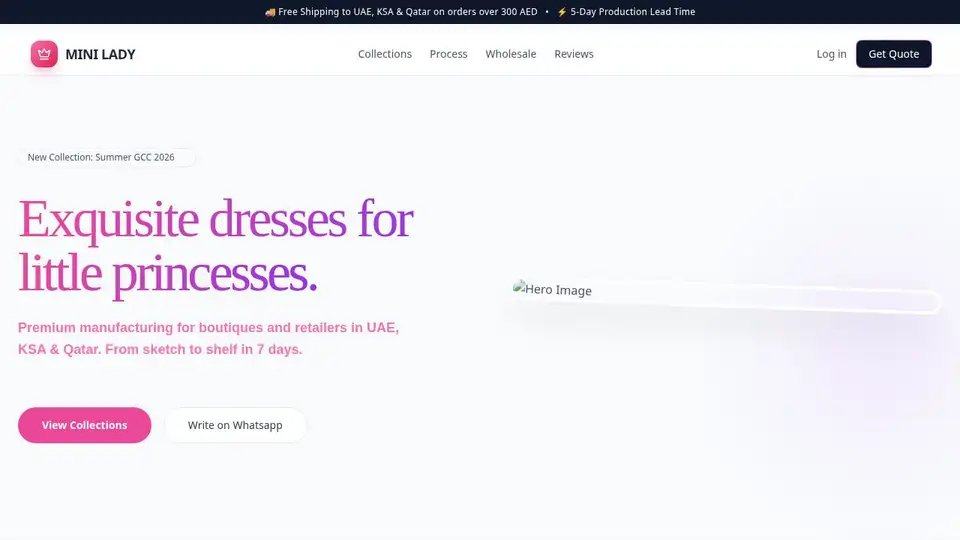 🚚 Free Shipping to UAE, KSA & Qatar on orders over 300 AED • ⚡ 5-Day Production Lead Time
MINI LADY
Collections Process Wholesale Reviews
Log in Get Quote
New Collection: Summer GCC 2026
Exquisite dresses for
little princesses.
Premium manufacturing for boutiques and retailers in UAE,
KSA & Qatar. From sketch to shelf in 7 days.
View Collections Write on Whatsapp
Hero Image